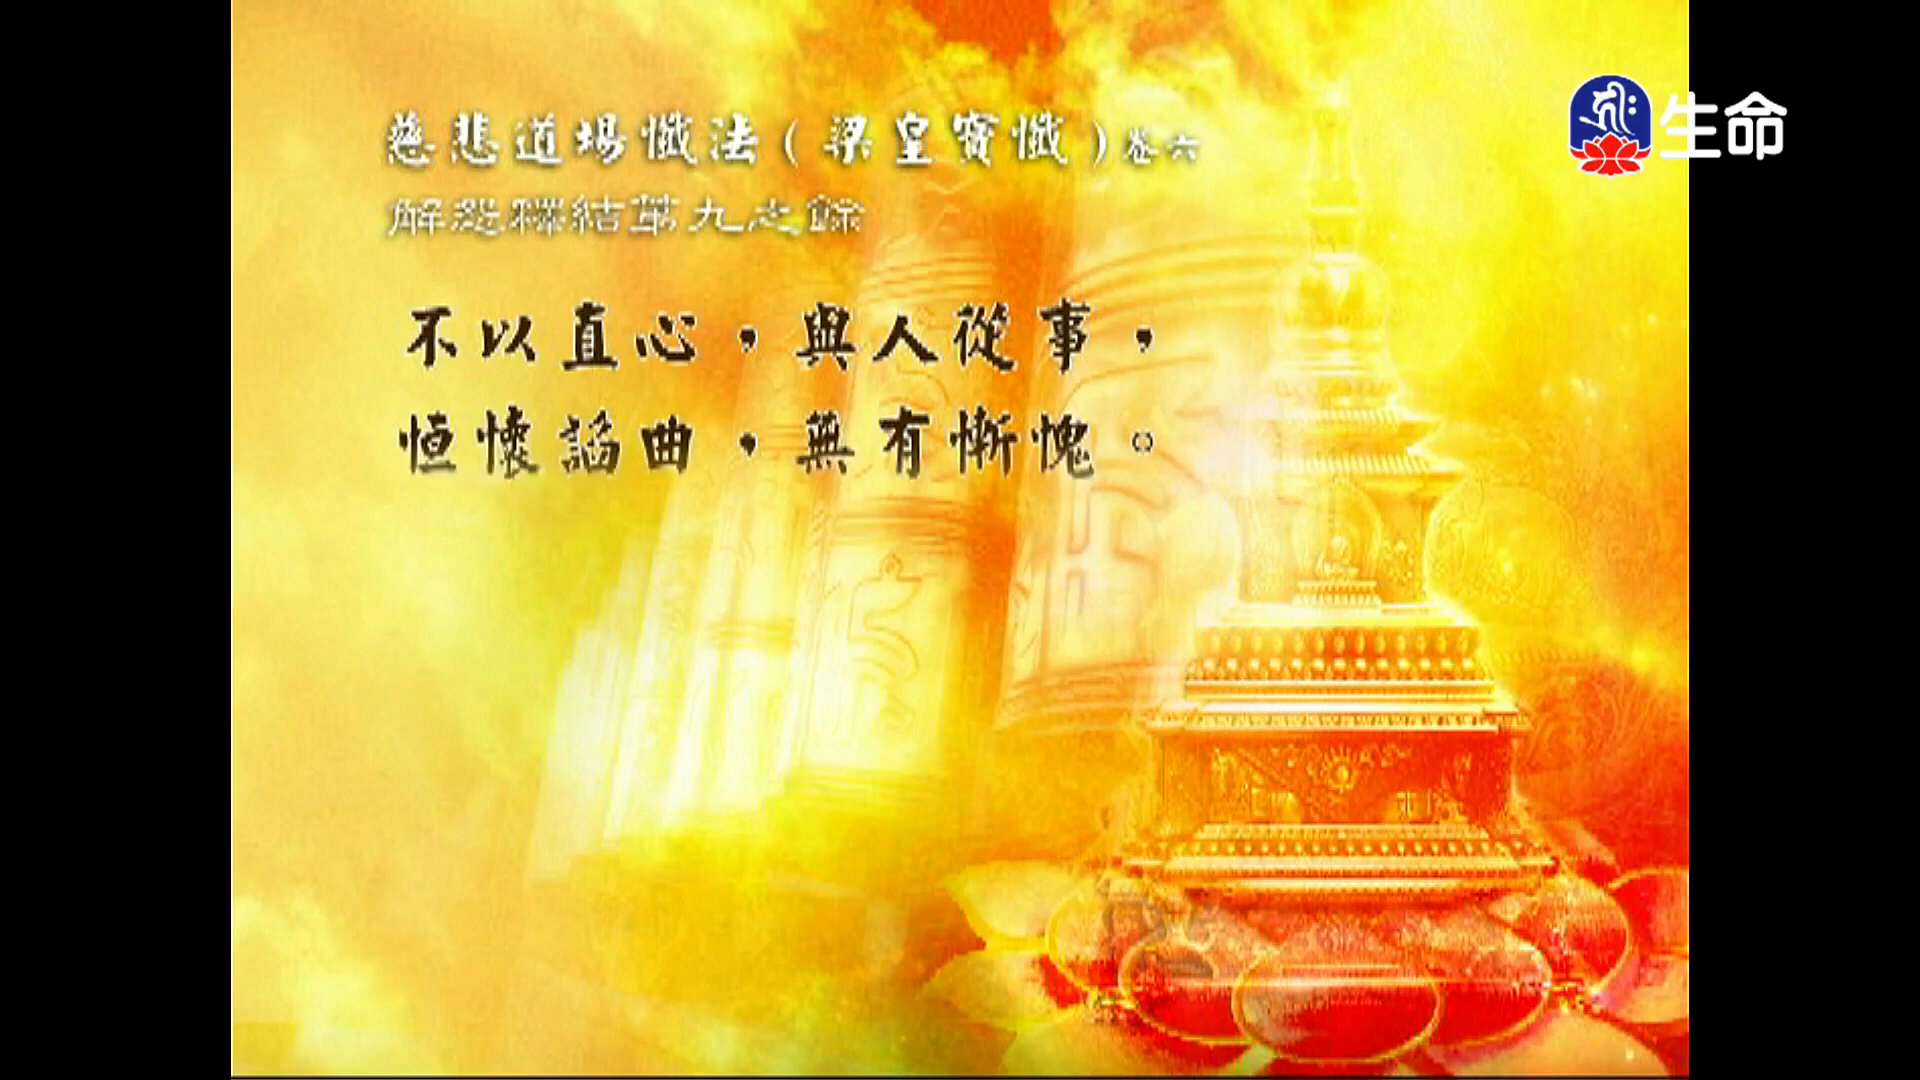 慈悲道場懺法(梁皇寶懺)卷六
解怨釋結第九之餘
不以直心，與人從事，
恒懷諂曲，無有慚愧。
生命